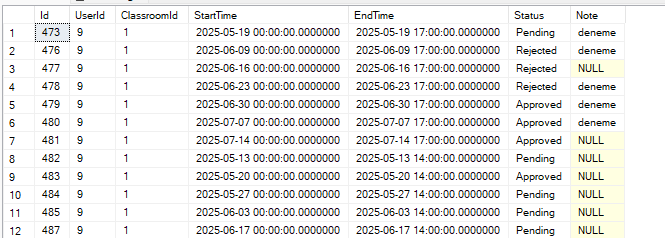 Id UserId ClassroomId StartTime EndTime Status Note
1 473 9 1 2025-05-19 00:00:00.0000000 2025-05-19 17:00:00.0000000 Pending deneme
2 476 9 1 2025-06-09 00:00:00.0000000 2025-06-09 17:00:00.0000000 Rejected deneme
3 477 9 1 2025-06-16 00:00:00.0000000 2025-06-16 17:00:00.0000000 Rejected NULL
4 478 9 1 2025-06-23 00:00:00.0000000 2025-06-23 17:00:00.0000000 Rejected deneme
5 479 9 1 2025-06-30 00:00:00.0000000 2025-06-30 17:00:00.0000000 Approved deneme
6 480 9 1 2025-07-07 00:00:00.0000000 2025-07-07 17:00:00.0000000 Approved deneme
7 481 9 1 2025-07-14 00:00:00.0000000 2025-07-14 17:00:00.0000000 Approved NULL
8 482 9 1 2025-05-13 00:00:00.0000000 2025-05-13 14:00:00.0000000 Pending NULL
9 483 9 1 2025-05-20 00:00:00.0000000 2025-05-20 14:00:00.0000000 Approved NULL
10 484 9 1 2025-05-27 00:00:00.0000000 2025-05-27 14:00:00.0000000 Pending NULL
11 485 9 1 2025-06-03 00:00:00.0000000 2025-06-03 14:00:00.0000000 Pending NULL
12 487 9 1 2025-06-17 00:00:00.0000000 2025-06-17 14:00:00.0000000 Pending NULL